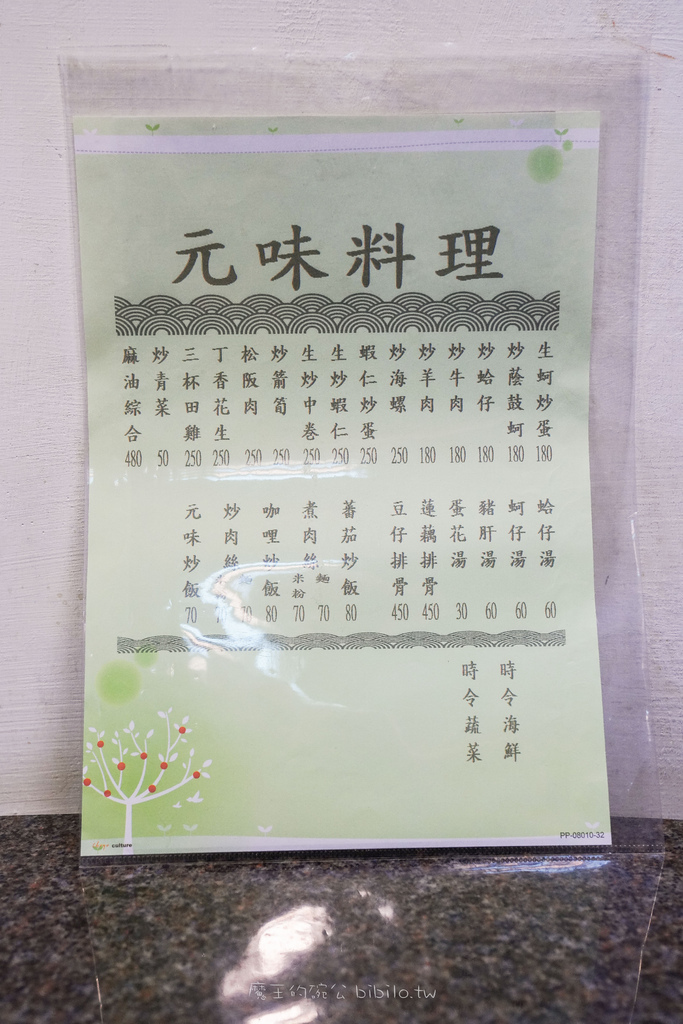 元味料理
生蚵炒蛋 180
炒蔭鼓蚵 180
炒蛤仔 180
炒牛肉 180
炒羊肉 180
炒海螺 250
蝦仁炒蛋 250
生炒蝦仁 250
生炒中卷 250
炒箭筍 250
松阪肉 250
丁香花生 250
三杯田雞 250
炒青菜 50
麻油綜合 480
蛤仔湯 60
蚵仔湯 60
豬肝湯 60
蛋花湯 30
蓮藕排骨 450
豆仔排骨 450
蕃茄炒飯 80
煮肉絲 麵 70 米粉 70
咖哩炒飯 80
炒肉絲 70
元味炒飯 70
時令海鮮
時令蔬菜
culture
PP-08010-32
魔王的碗公 bibilo.tw